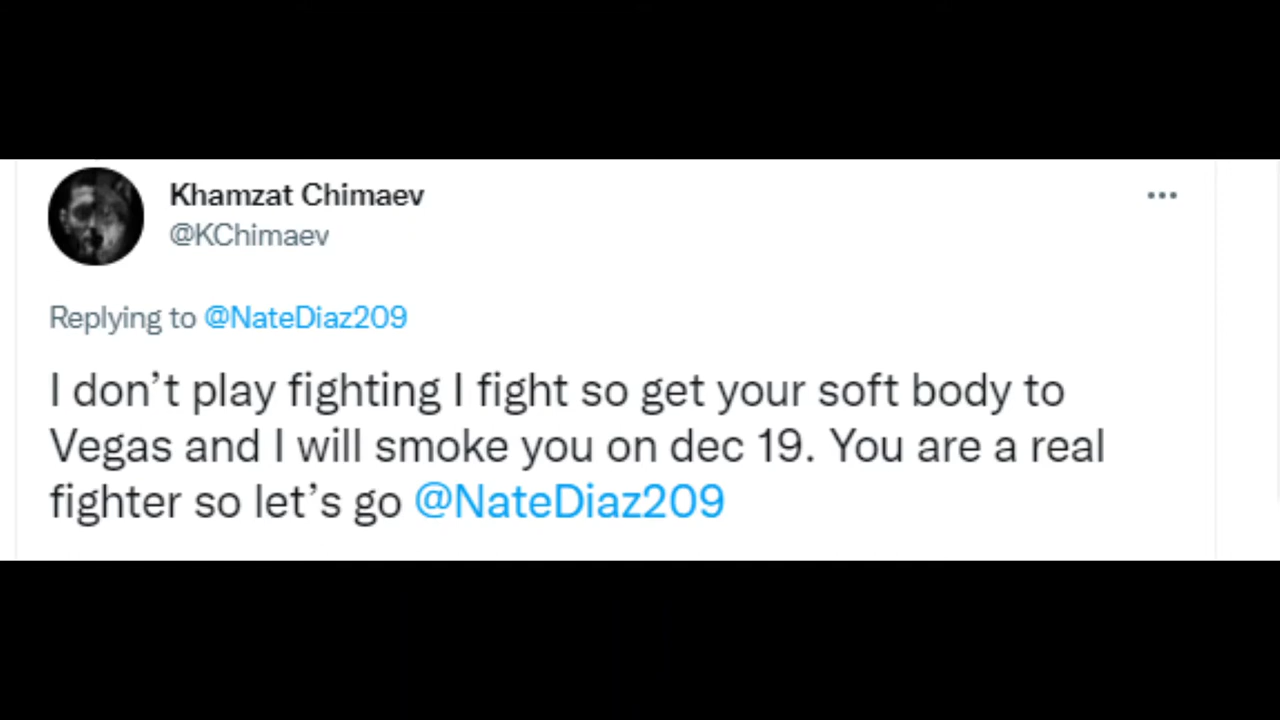 Khamzat Chimaev
@KChimaev
Replying to @NateDiaz209
I don’t play fighting I fight so get your soft body to
Vegas and I will smoke you on dec 19. You are a real
fighter so let’s go @NateDiaz209